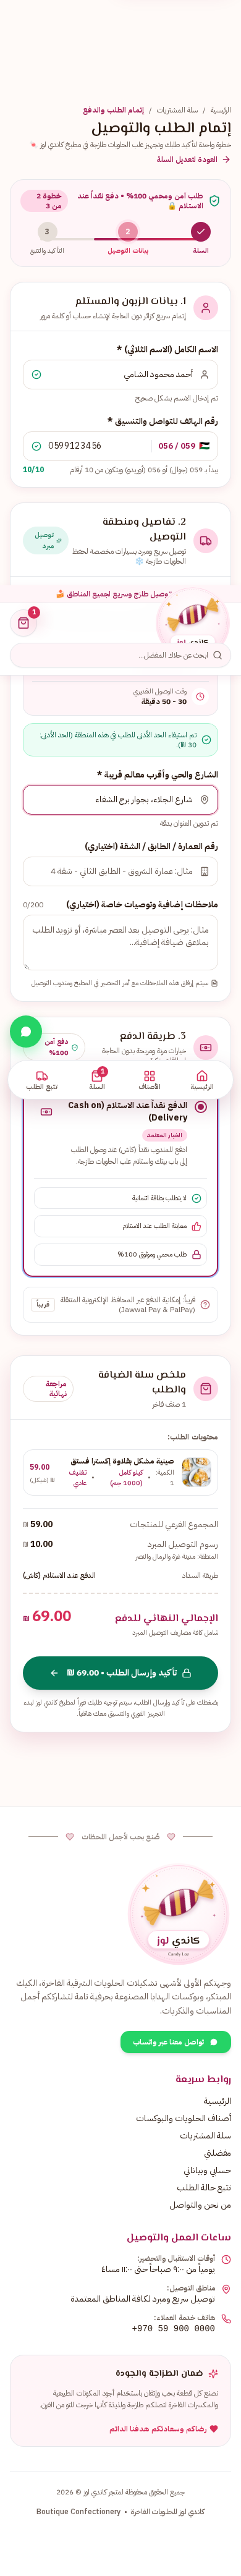 الرئيسية / سلة المشتريات / إتمام الطلب والدفع
إتمام الطلب والتوصيل
خطوة واحدة لتأكيد طلبك وتجهيز علب الحلويات طازجة في مطبخ كاندي لوز 🍬
→ العودة لتعديل السلة
طلب آمن ومحمي 100% • دفع نقداً عند الاستلام 🔒
خطوة 2 من 3
2
3
السلة
بيانات التوصيل
التأكيد والتتبع
1. بيانات الزبون والمستلم
إتمام سريع كزائر دون الحاجة لإنشاء حساب أو كلمة مرور
الاسم الكامل (الاسم الثلاثي) *
أحمد محمود الشامي
تم إدخال الاسم بشكل صحيح
رقم الهاتف للتواصل والتنسيق *
🇵🇸 056 / 059
0599123456
يبدأ بـ 059 (جوال) أو 056 (أوريدو) ويتكون من 10 أرقام
10/10
2. تفاصيل ومنطقة التوصيل
توصيل سريع ومبرد بسيارات مخصصة لحفظ الحلويات طازجة ❄️
توصيل مبرد
توصيل طازج وسريع لجميع المناطق 🍰
كاندي لوز
1
ابحث عن حلاك المفضل...
وقت الوصول التقديري
30 - 50 دقيقة
تم استيفاء الحد الأدنى للطلب في هذه المنطقة (الحد الأدنى: 30 ₪).
الشارع والحي وأقرب معالم قريبة *
شارع الجلاء، بجوار برج الشفاء
تم تدوين العنوان بدقة
رقم العمارة / الطابق / الشقة (اختياري)
مثال: عمارة الشروق - الطابق الثاني - شقة 4
ملاحظات إضافية وتوصيات خاصة (اختياري)
0/200
مثال: يرجى التوصيل بعد العصر مباشرة، أو تزويد الطلب بملاعق ضيافة إضافية...
سيتم إرفاق هذه الملاحظات مع أمر التحضير في المطبخ ومندوب التوصيل
3. طريقة الدفع
خيارات مرنة ومريحة بدون الحاجة
دفع آمن 100%
الرئيسية
الأصناف
السلة
1
تتبع الطلب
الدفع نقداً عند الاستلام (Cash on Delivery)
الخيار المعتمد
ادفع للمندوب نقداً (كاش) عند وصول الطلب إلى باب بيتك واستلام علب الحلويات طازجة.
لا يتطلب بطاقة ائتمانية
معاينة الطلب عند الاستلام
طلب محمي وموثوق 100%
قريباً: إمكانية الدفع عبر المحافظ الإلكترونية المتنقلة (Jawwal Pay & PalPay)
قريباً
ملخص سلة الضيافة والطلب
1 صنف فاخر
مراجعة نهائية
محتويات الطلب:
صينية مشكل بقلاوة إكسترا فستق
الكمية: 1 • كيلو كامل (1000 جم) • تغليف عادي
59.00
₪ (شيكل)
المجموع الفرعي للمنتجات
59.00 ₪
رسوم التوصيل المبرد
10.00 ₪
المنطقة: مدينة غزة والرمال والنصر
طريقة السداد
الدفع عند الاستلام (كاش)
الإجمالي النهائي للدفع
69.00 ₪
شامل كافة مصاريف التوصيل المبرد
تأكيد وإرسال الطلب • 69.00 ₪ ←
بضغطك على تأكيد وإرسال الطلب، سيتم توجيه طلبك فوراً لمطبخ كاندي لوز لبدء التجهيز الفوري والتنسيق معك هاتفياً.
صُنع بحب لأجمل اللحظات
كاندي لوز
Candy Luz
وجهتكم الأولى لأشهى تشكيلات الحلويات الشرقية الفاخرة، الكيك المخبوز، وبوكسات الهدايا المصنوعة بحرفية تامة لتشارككم أجمل المناسبات والذكريات.
تواصل معنا عبر واتساب
روابط سريعة
الرئيسية
أصناف الحلويات والبوكسات
سلة المشتريات
مفضلتي
حسابي وبياناتي
تتبع حالة الطلب
من نحن والتواصل
ساعات العمل والتوصيل
أوقات الاستقبال والتحضير:
يومياً من ٩:٠٠ صباحاً حتى ١١:٠٠ مساءً
مناطق التوصيل:
توصيل سريع ومبرد لكافة المناطق المعتمدة
هاتف خدمة العملاء:
+970 59 900 0000
ضمان الطزاجة والجودة
نصنع كل قطعة بحب وإتقان باستخدام أجود المكونات الطبيعية والمكسرات الفاخرة لتصلكم طازجة ولذيذة كأنها خرجت للتو من الفرن.
رضاكم وسعادتكم هدفنا الدائم
جميع الحقوق محفوظة لمتجر كاندي لوز © 2026
كاندي لوز للحلويات الفاخرة • Boutique Confectionery